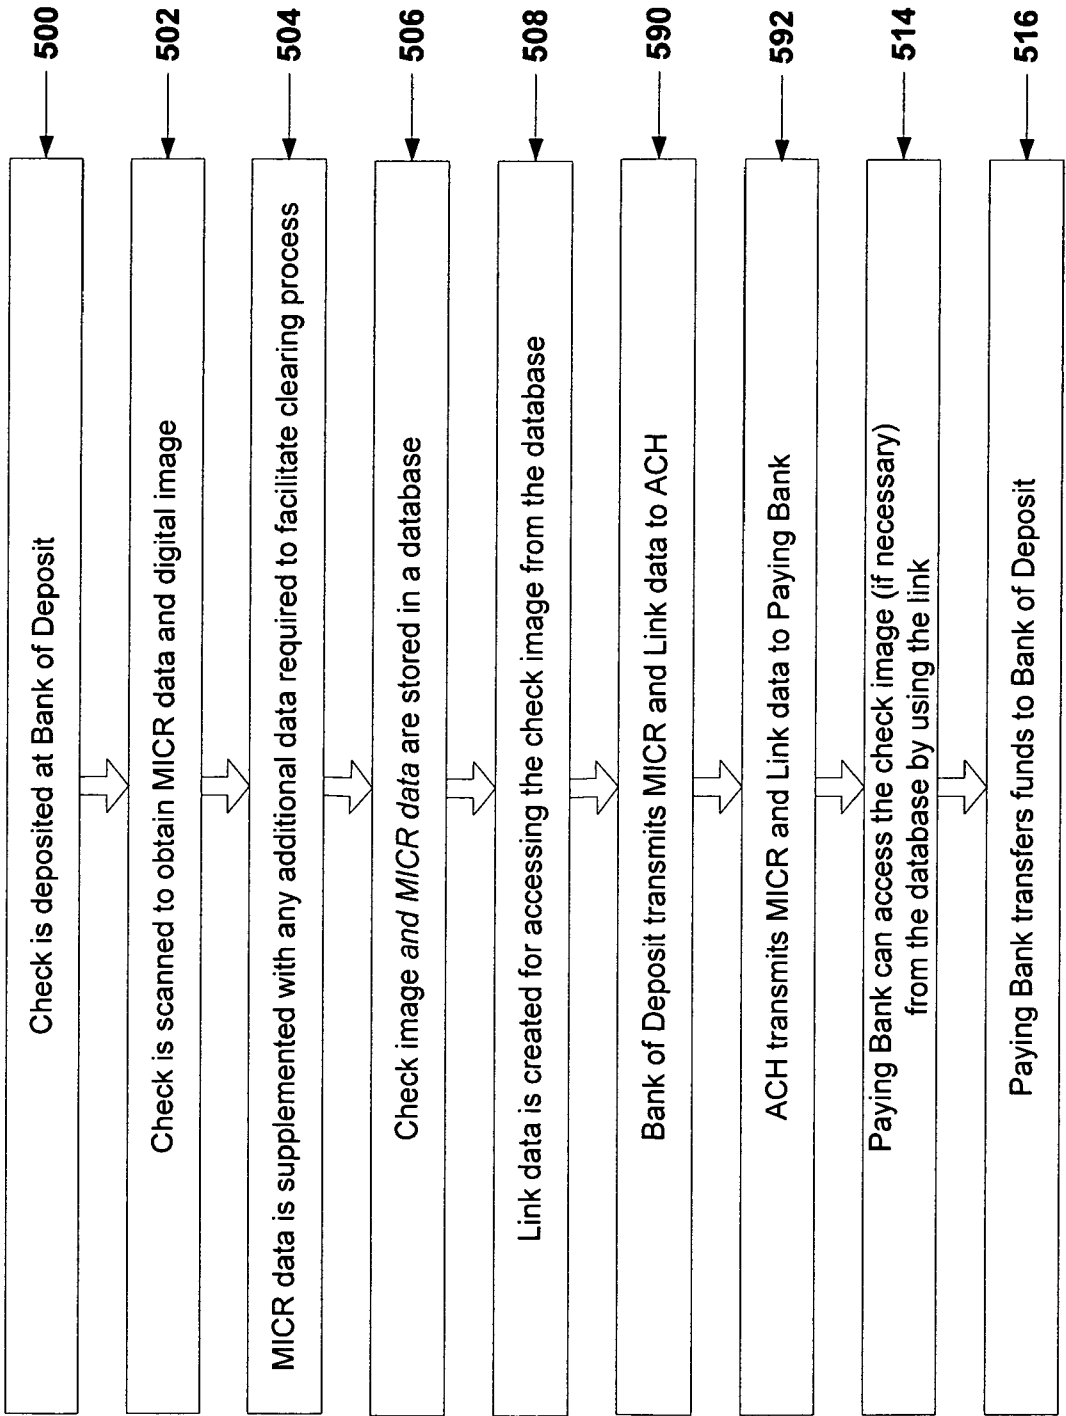 Check is deposited at Bank of Deposit
500
Check is scanned to obtain MICR data and digital image
502
MICR data is supplemented with any additional data required to facilitate clearing process
504
Check image and MICR data are stored in a database
506
Link data is created for accessing the check image from the database
508
Bank of Deposit transmits MICR and Link data to ACH
590
ACH transmits MICR and Link data to Paying Bank
592
Paying Bank can access the check image (if necessary)
from the database by using the link
514
Paying Bank transfers funds to Bank of Deposit
516